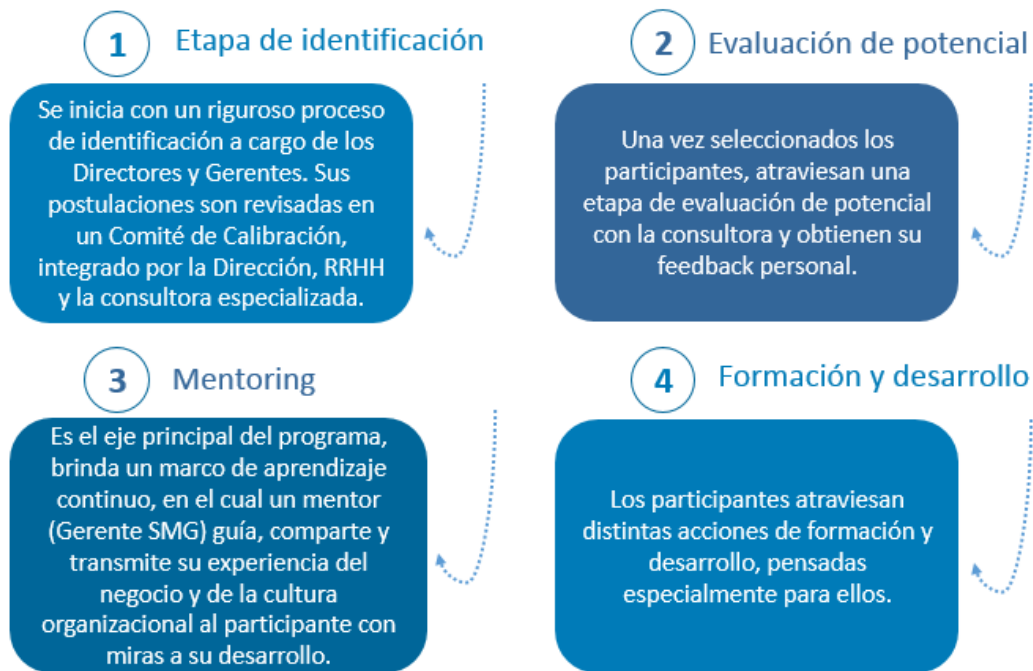 1
Etapa de identificación
Se inicia con un riguroso proceso
de identificación a cargo de los
Directores y Gerentes. Sus
postulaciones son revisadas en
un Comité de Calibración,
integrado por la Dirección, RRHH
y la consultora especializada.
2
Evaluación de potencial
Una vez seleccionados los
participantes, atraviesan una
etapa de evaluación de potencial
con la consultora y obtienen su
feedback personal.
3
Mentoring
Es el eje principal del programa,
brinda un marco de aprendizaje
continuo, en el cual un mentor
(Gerente SMG) guía, comparte y
transmite su experiencia del
negocio y de la cultura
organizacional al participante con
miras a su desarrollo.
4
Formación y desarrollo
Los participantes atraviesan
distintas acciones de formación y
desarrollo, pensadas
especialmente para ellos.